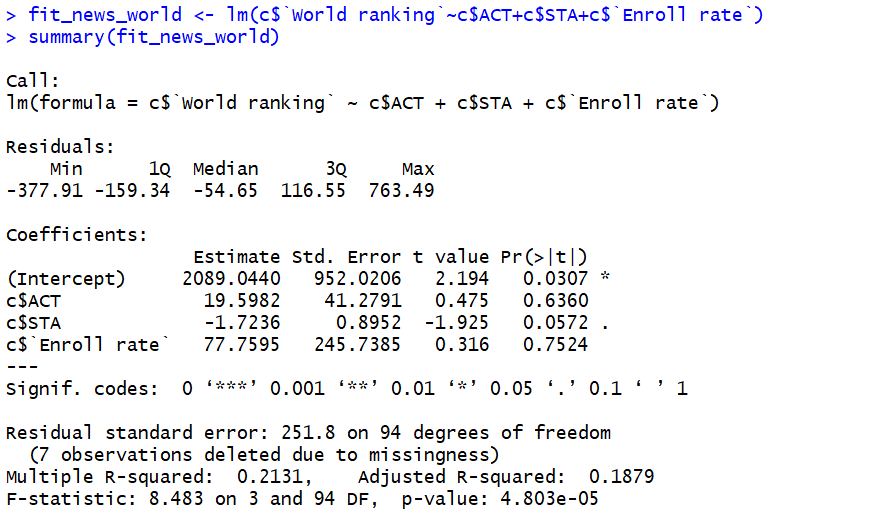 > fit_news_world <- lm(c$`World ranking`~c$ACT+c$STA+c$`Enroll rate`)
> summary(fit_news_world)
Call:
lm(formula = c$`World ranking` ~ c$ACT + c$STA + c$`Enroll rate`)
Residuals:
    Min      1Q  Median      3Q     Max
-377.91 -159.34  -54.65  116.55  763.49
Coefficients:
                 Estimate Std. Error t value Pr(>|t|)
(Intercept)     2089.0440   952.0206   2.194   0.0307 *
c$ACT             19.5982    41.2791   0.475   0.6360
c$STA             -1.7236     0.8952  -1.925   0.0572 .
c$`Enroll rate`   77.7595   245.7385   0.316   0.7524
---
Signif. codes:  0 ‘***’ 0.001 ‘**’ 0.01 ‘*’ 0.05 ‘.’ 0.1 ‘ ’ 1
Residual standard error: 251.8 on 94 degrees of freedom
  (7 observations deleted due to missingness)
Multiple R-squared:  0.2131,    Adjusted R-squared:  0.1879
F-statistic: 8.483 on 3 and 94 DF,  p-value: 4.803e-05